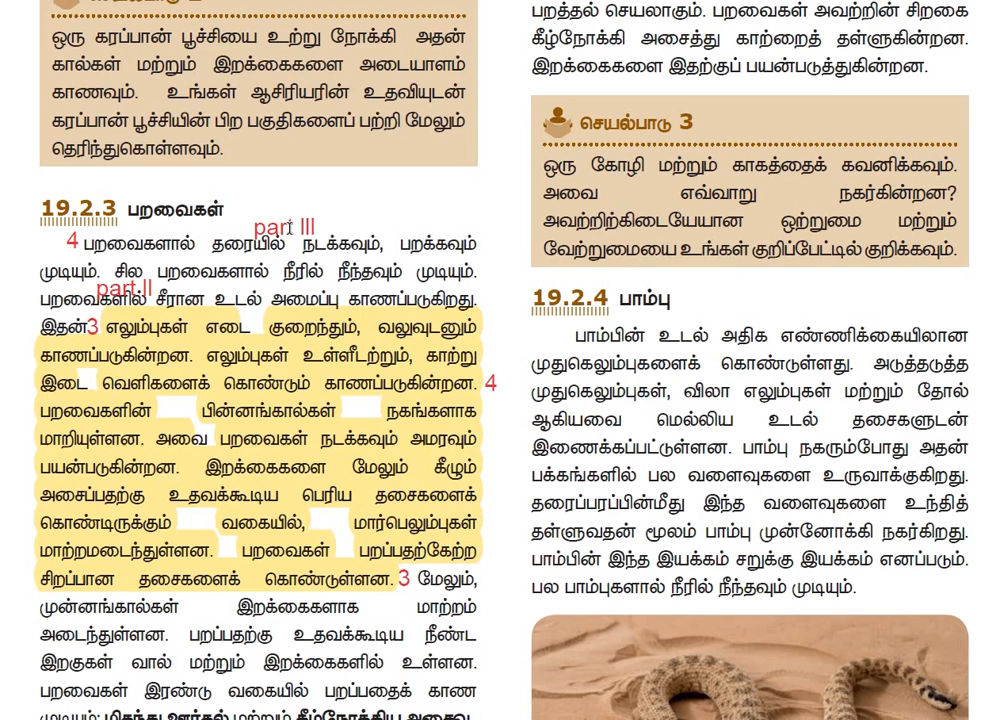 ஒரு கரப்பான் பூச்சியை உற்று நோக்கி அதன்
கால்கள் மற்றும் இறக்கைகளை அடையாளம்
காணவும். உங்கள் ஆசிரியரின் உதவியுடன்
கரப்பான் பூச்சியின் பிற பகுதிகளைப் பற்றி மேலும்
தெரிந்துகொள்ளவும்.
19.2.3 பறவைகள்
part III
4 பறவைகளால் தரையில் நடக்கவும், பறக்கவும்
முடியும். சில பறவைகளால் நீரில் நீந்தவும் முடியும்.
part II
பறவைகளில் சீரான உடல் அமைப்பு காணப்படுகிறது.
இதன் 3 எலும்புகள் எடை குறைந்தும், வலுவுடனும்
காணப்படுகின்றன. எலும்புகள் உள்ளீடற்றும், காற்று
இடை வெளிகளைக் கொண்டும் காணப்படுகின்றன. 4
பறவைகளின் பின்னங்கால்கள் நகங்களாக
மாறியுள்ளன. அவை பறவைகள் நடக்கவும் அமரவும்
பயன்படுகின்றன. இறக்கைகளை மேலும் கீழும்
அசைப்பதற்கு உதவக்கூடிய பெரிய தசைகளைக்
கொண்டிருக்கும் வகையில், மார்பெலும்புகள்
மாற்றமடைந்துள்ளன. பறவைகள் பறப்பதற்கேற்ற
சிறப்பான தசைகளைக் கொண்டுள்ளன. 3 மேலும்,
முன்னங்கால்கள் இறக்கைகளாக மாற்றம்
அடைந்துள்ளன. பறப்பதற்கு உதவக்கூடிய நீண்ட
இறகுகள் வால் மற்றும் இறக்கைகளில் உள்ளன.
பறவைகள் இரண்டு வகையில் பறப்பதைக் காண
முடியும்: மிதந்து ஊர்தல் மற்றும் கீழ்நோக்கிய அசைவு.
பறத்தல் செயலாகும். பறவைகள் அவற்றின் சிறகை
கீழ்நோக்கி அசைத்து காற்றைத் தள்ளுகின்றன.
இறக்கைகளை இதற்குப் பயன்படுத்துகின்றன.
செயல்பாடு 3
ஒரு கோழி மற்றும் காகத்தைக் கவனிக்கவும்.
அவை எவ்வாறு நகர்கின்றன?
அவற்றிற்கிடையேயான ஒற்றுமை மற்றும்
வேற்றுமையை உங்கள் குறிப்பேட்டில் குறிக்கவும்.
19.2.4 பாம்பு
பாம்பின் உடல் அதிக எண்ணிக்கையிலான
முதுகெலும்புகளைக் கொண்டுள்ளது. அடுத்தடுத்த
முதுகெலும்புகள், விலா எலும்புகள் மற்றும் தோல்
ஆகியவை மெல்லிய உடல் தசைகளுடன்
இணைக்கப்பட்டுள்ளன. பாம்பு நகரும்போது அதன்
பக்கங்களில் பல வளைவுகளை உருவாக்குகிறது.
தரைப்பரப்பின்மீது இந்த வளைவுகளை உந்தித்
தள்ளுவதன் மூலம் பாம்பு முன்னோக்கி நகர்கிறது.
பாம்பின் இந்த இயக்கம் சறுக்கு இயக்கம் எனப்படும்.
பல பாம்புகளால் நீரில் நீந்தவும் முடியும்.